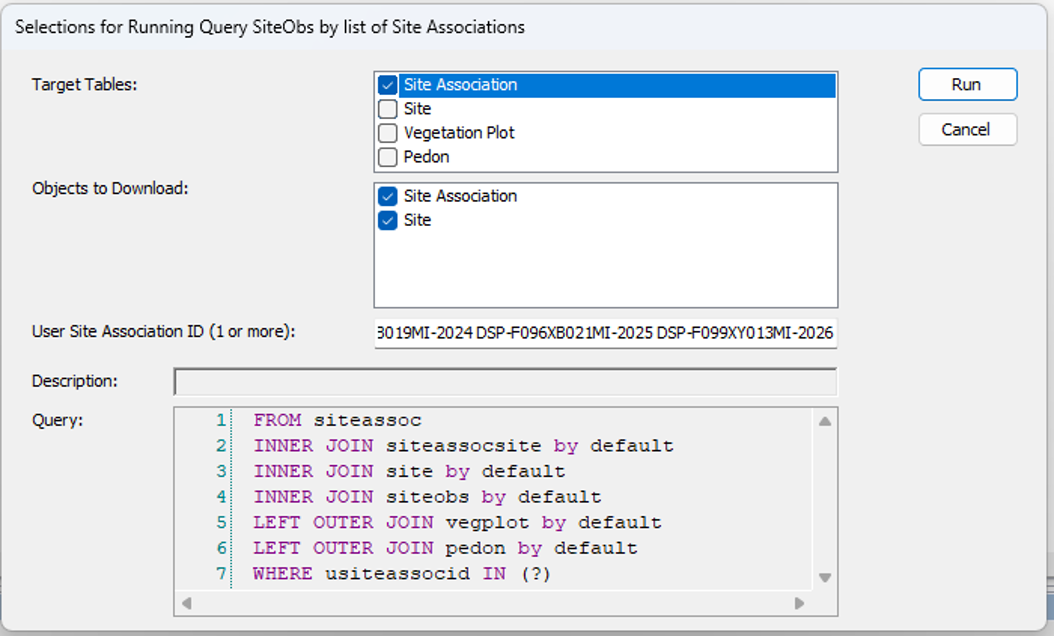 Selections for Running Query SiteObs by list of Site Associations
Target Tables:
Site Association
Site
Vegetation Plot
Pedon
Run
Cancel
Objects to Download:
Site Association
Site
User Site Association ID (1 or more):
3019MI-2024 DSP-F096XB021MI-2025 DSP-F099XY013MI-2026
Description:
Query:
1 FROM siteassoc
2 INNER JOIN siteassocsite by default
3 INNER JOIN site by default
4 INNER JOIN siteobs by default
5 LEFT OUTER JOIN vegplot by default
6 LEFT OUTER JOIN pedon by default
7 WHERE usiteassocid IN (?)